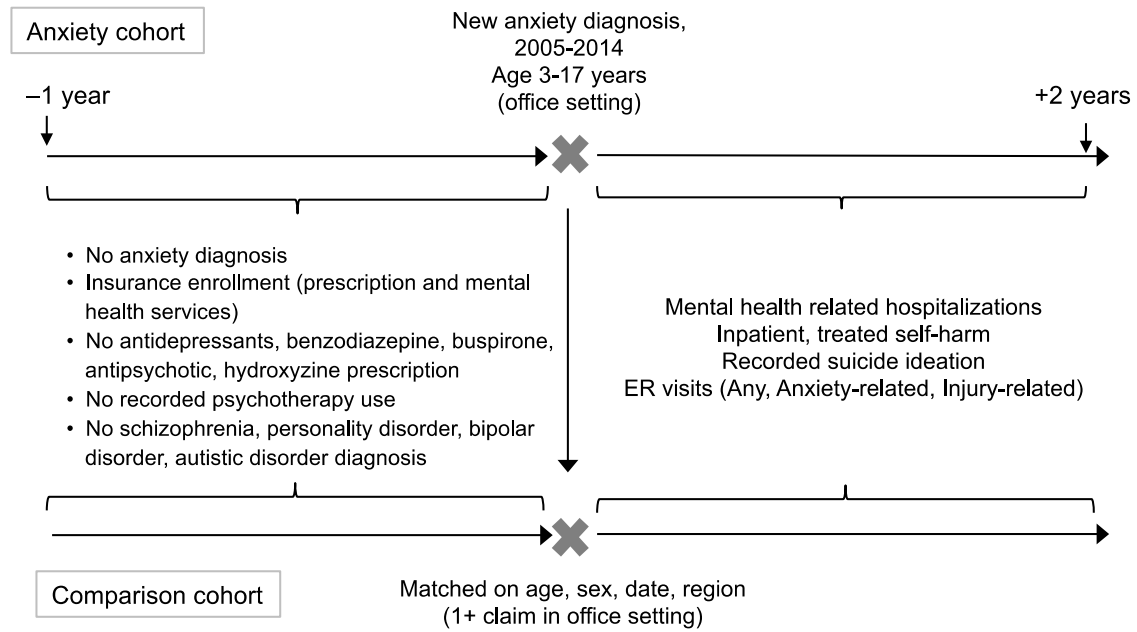 Anxiety cohort
New anxiety diagnosis,
2005-2014
Age 3-17 years
(office setting)
–1 year
+2 years
• No anxiety diagnosis
• Insurance enrollment (prescription and mental
health services)
• No antidepressants, benzodiazepine, buspirone,
antipsychotic, hydroxyzine prescription
• No recorded psychotherapy use
• No schizophrenia, personality disorder, bipolar
disorder, autistic disorder diagnosis
Mental health related hospitalizations
Inpatient, treated self-harm
Recorded suicide ideation
ER visits (Any, Anxiety-related, Injury-related)
Comparison cohort
Matched on age, sex, date, region
(1+ claim in office setting)